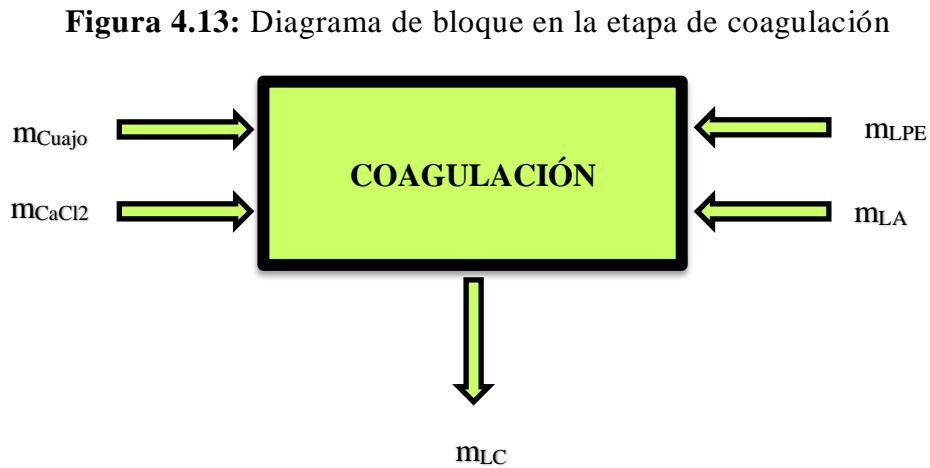 Figura 4.13: Diagrama de bloque en la etapa de coagulación
mCuajo
mLPE
COAGULACIÓN
mCaCl2
mLA
mLC